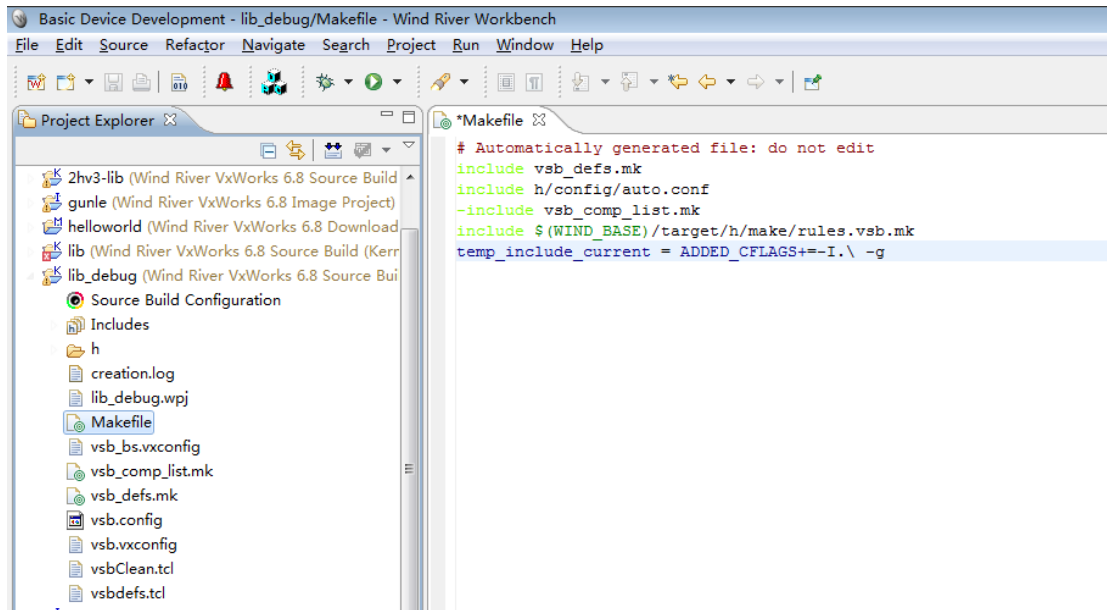 Basic Device Development - lib_debug/Makefile - Wind River Workbench
File Edit Source Refactor Navigate Search Project Run Window Help
Project Explorer
2hv3-lib (Wind River VxWorks 6.8 Source Build
gunle (Wind River VxWorks 6.8 Image Project)
helloworld (Wind River VxWorks 6.8 Download
lib (Wind River VxWorks 6.8 Source Build (Kerr
lib_debug (Wind River VxWorks 6.8 Source Bui
Source Build Configuration
Includes
h
creation.log
lib_debug.wpj
Makefile
vsb_bs.vxconfig
vsb_comp_list.mk
vsb_defs.mk
vsb.config
vsb.vxconfig
vsbClean.tcl
vsbdefs.tcl
*Makefile
# Automatically generated file: do not edit
include vsb_defs.mk
include h/config/auto.conf
-include vsb_comp_list.mk
include $(WIND_BASE)/target/h/make/rules.vsb.mk
temp_include_current = ADDED_CFLAGS+=-I.\ -g